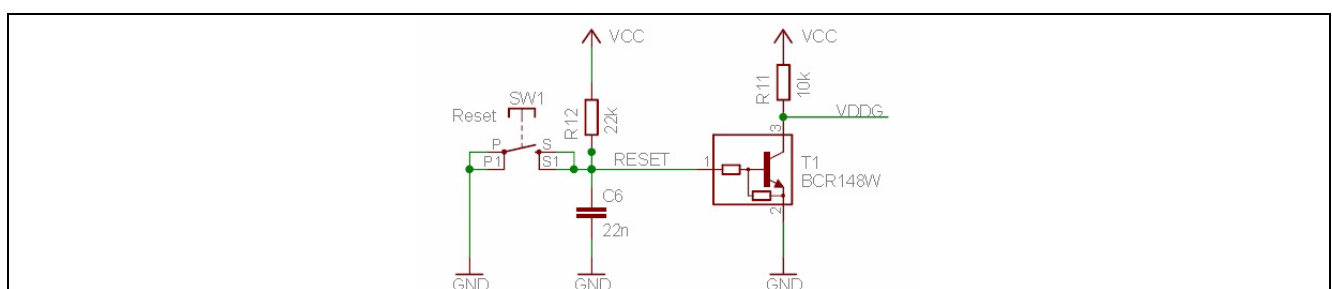 VCC
VCC
SW1
Reset
R12
22k
R11
10k
VDDG
3
P
S
P1
S1
RESET
1
T1
BCR148W
C6
22n
2
GND
GND
GND